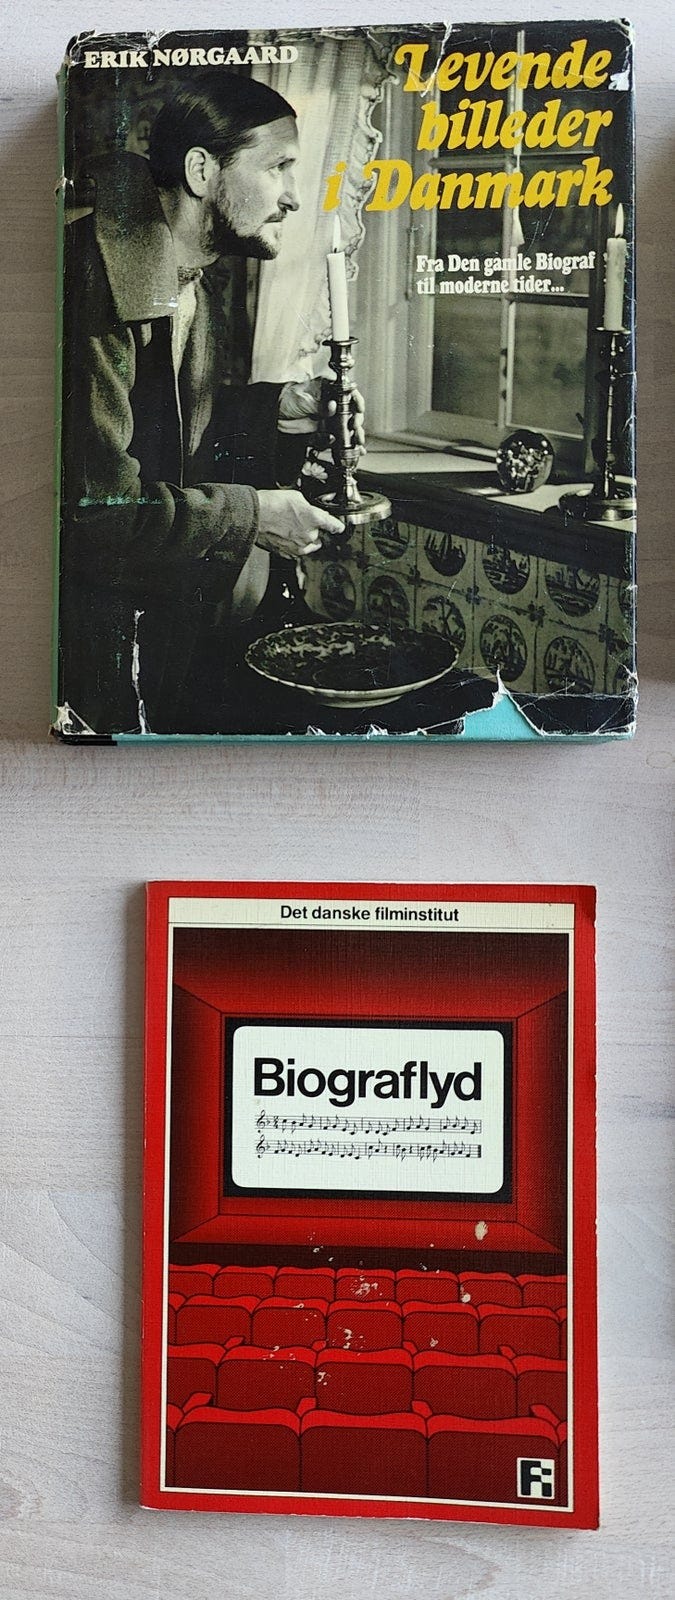 ERIK NØRGAARD
Levende
billeder
i Danmark
Fra Den gamle Biograf
til moderne tider...
Det danske filminstitut
Biograflyd